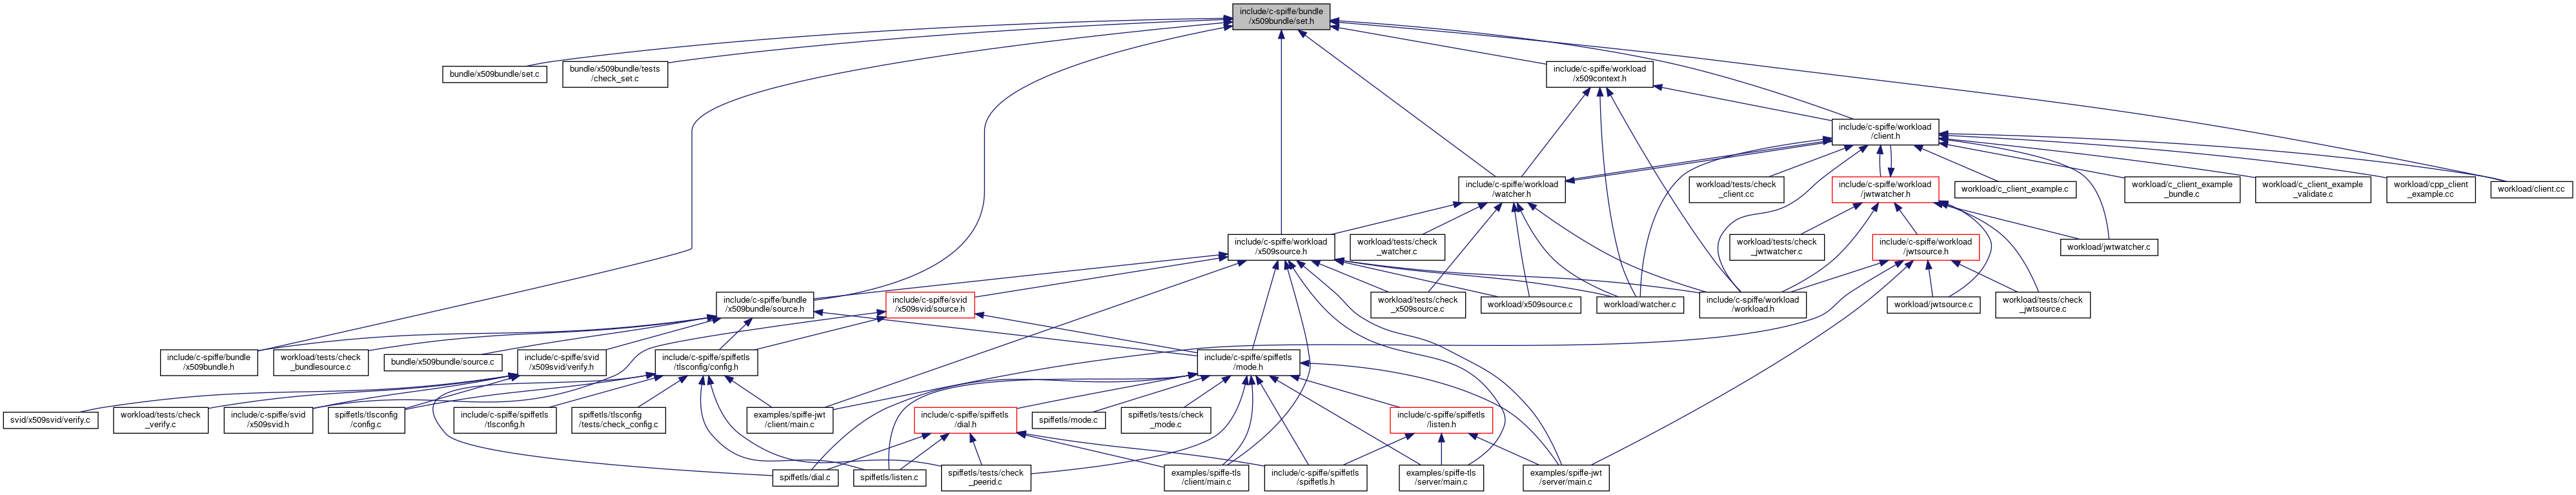 include/c-spiffe/bundle
/x509bundle/set.h
bundle/x509bundle/set.c
bundle/x509bundle/tests
/check_set.c
include/c-spiffe/workload
/x509context.h
include/c-spiffe/workload
/client.h
include/c-spiffe/workload
/watcher.h
workload/tests/check
_client.cc
include/c-spiffe/workload
/jwtwatcher.h
workload/c_client_example.c
workload/c_client_example
_bundle.c
workload/c_client_example
_validate.c
workload/cpp_client
_example.cc
workload/client.cc
include/c-spiffe/workload
/x509source.h
workload/tests/check
_watcher.c
workload/tests/check
_jwtwatcher.c
include/c-spiffe/workload
/jwtsource.h
workload/jwtwatcher.c
include/c-spiffe/bundle
/x509bundle/source.h
include/c-spiffe/svid
/x509svid/source.h
workload/tests/check
_x509source.c
workload/x509source.c
workload/watcher.c
include/c-spiffe/workload
/workload.h
workload/jwtsource.c
workload/tests/check
_jwtsource.c
include/c-spiffe/bundle
/x509bundle.h
workload/tests/check
_bundlesource.c
bundle/x509bundle/source.c
include/c-spiffe/svid
/x509svid/verify.h
include/c-spiffe/spiffetls
/tlsconfig/config.h
include/c-spiffe/spiffetls
/mode.h
svid/x509svid/verify.c
workload/tests/check
_verify.c
include/c-spiffe/svid
/x509svid.h
spiffetls/tlsconfig
/config.c
include/c-spiffe/spiffetls
/tlsconfig.h
spiffetls/tlsconfig
/tests/check_config.c
examples/spiffe-jwt
/client/main.c
include/c-spiffe/spiffetls
/dial.h
spiffetls/mode.c
spiffetls/tests/check
_mode.c
include/c-spiffe/spiffetls
/listen.h
spiffetls/dial.c
spiffetls/listen.c
spiffetls/tests/check
_peerid.c
examples/spiffe-tls
/client/main.c
include/c-spiffe/spiffetls
/spiffetls.h
examples/spiffe-tls
/server/main.c
examples/spiffe-jwt
/server/main.c